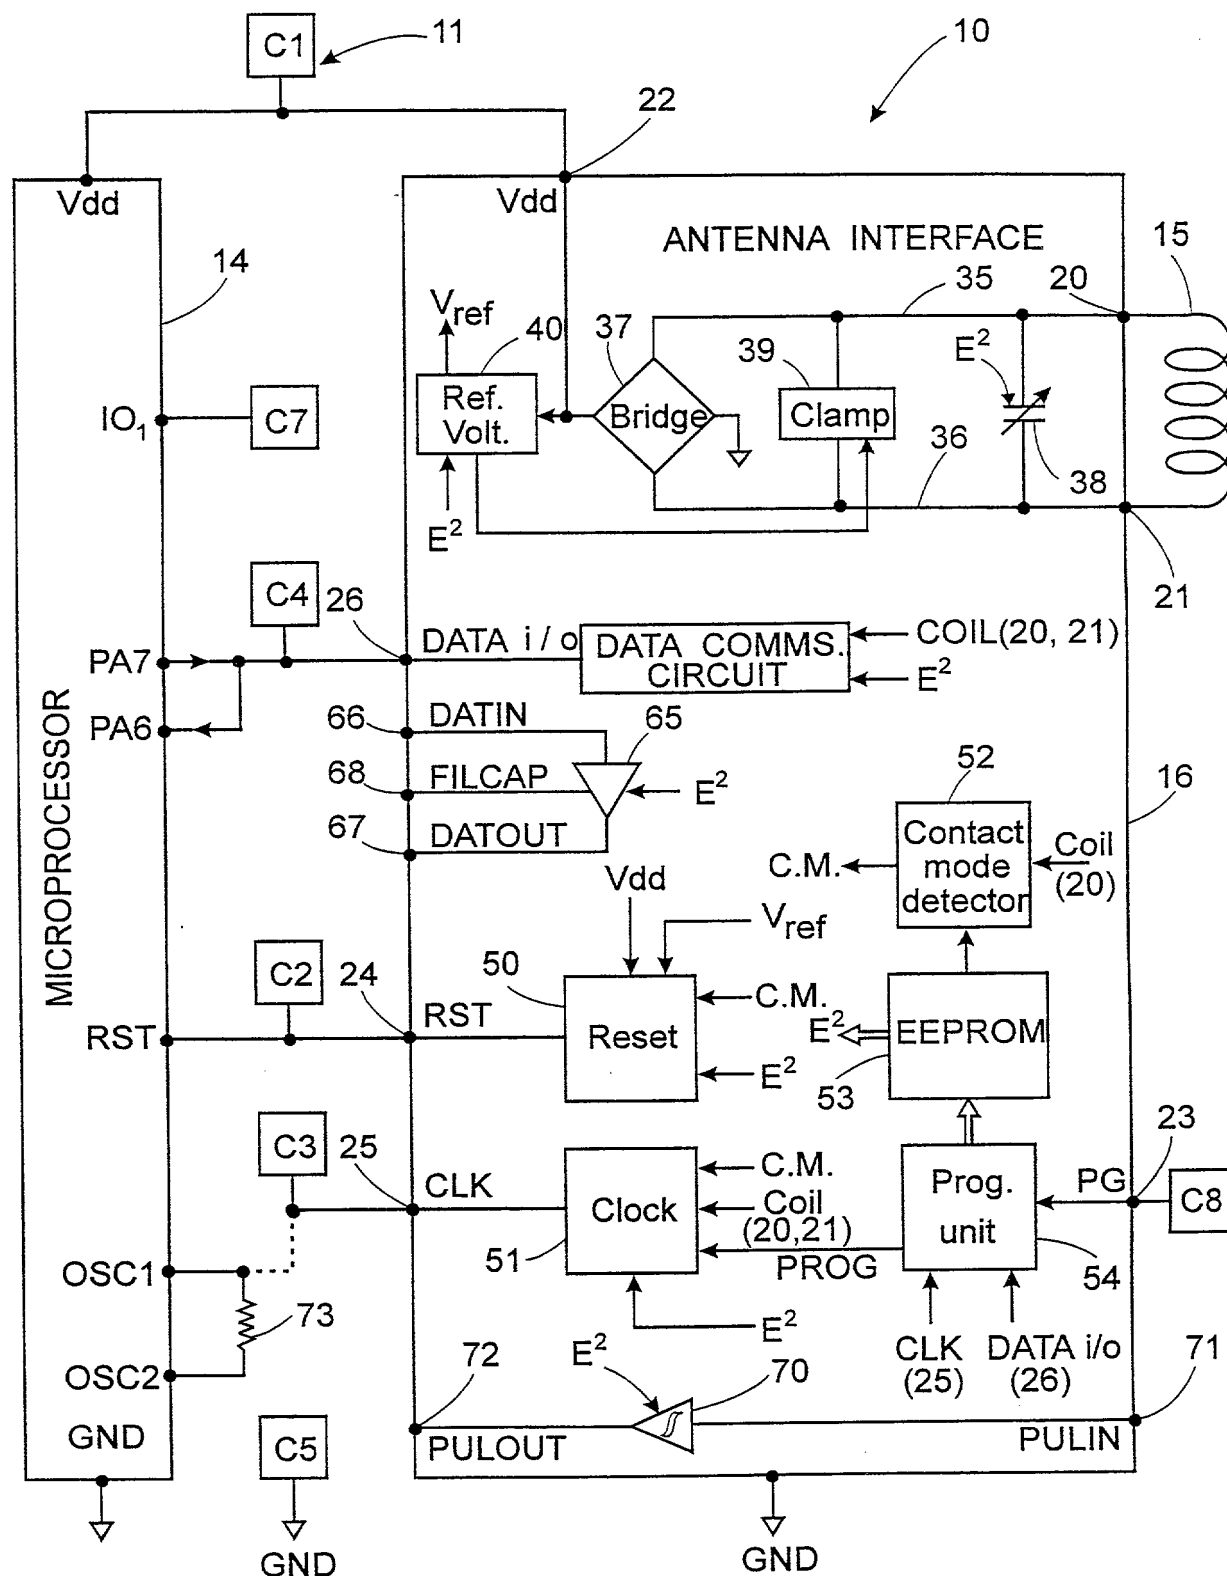 C1
11
10
22
Vdd
Vdd
14
ANTENNA INTERFACE
15
20
35
Vref
40
37
39
E²
Ref.
Volt.
Bridge
Clamp
IO₁
C7
36
38
E²
21
C4
26
DATA i / o
DATA COMMS.
CIRCUIT
COIL(20, 21)
E²
PA7
PA6
66
DATIN
65
68
FILCAP
E²
67
DATOUT
52
16
Contact
mode
detector
C.M.
Coil
(20)
MICROPROCESSOR
Vdd
Vref
C2
24
50
C.M.
RST
RST
Reset
E²
E²
EEPROM
53
C3
25
CLK
Clock
51
C.M.
Coil
(20,21)
PROG
Prog.
unit
PG
23
C8
54
OSC1
73
OSC2
E²
E²
CLK
(25)
DATA i/o
(26)
71
72
70
GND
C5
PULOUT
PULIN
GND
GND